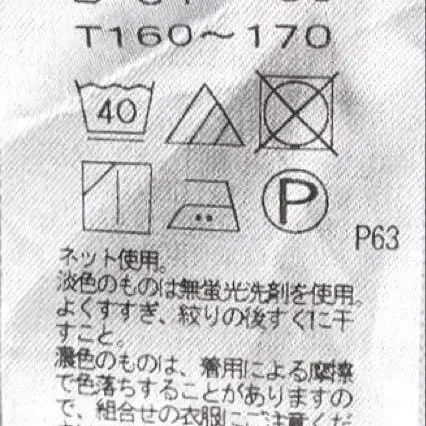 T160～170
40
P
P63
ネット使用。
淡色のものは無蛍光洗剤を使用。
よくすすぎ、絞りの後すぐに干
すこと。
濃色のものは、着用による摩擦
で色落ちすることがありますの
で、組合せの衣服にご注意くだ